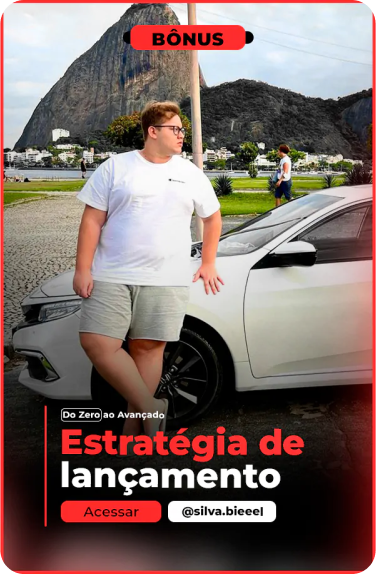 BÔNUS
Do Zero ao Avançado
Estratégia de
lançamento
Acessar
@silva.bieeel